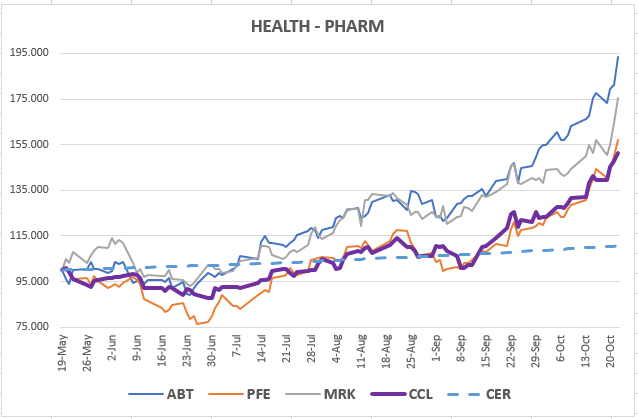 HEALTH - PHARM
195.000
175.000
155.000
135.000
115.000
95.000
75.000
19-May
26-May
2-Jun
9-Jun
16-Jun
23-Jun
30-Jun
7-Jul
14-Jul
21-Jul
28-Jul
4-Aug
11-Aug
18-Aug
25-Aug
1-Sep
8-Sep
15-Sep
22-Sep
29-Sep
6-Oct
13-Oct
20-Oct
ABT PFE MRK CCL CER